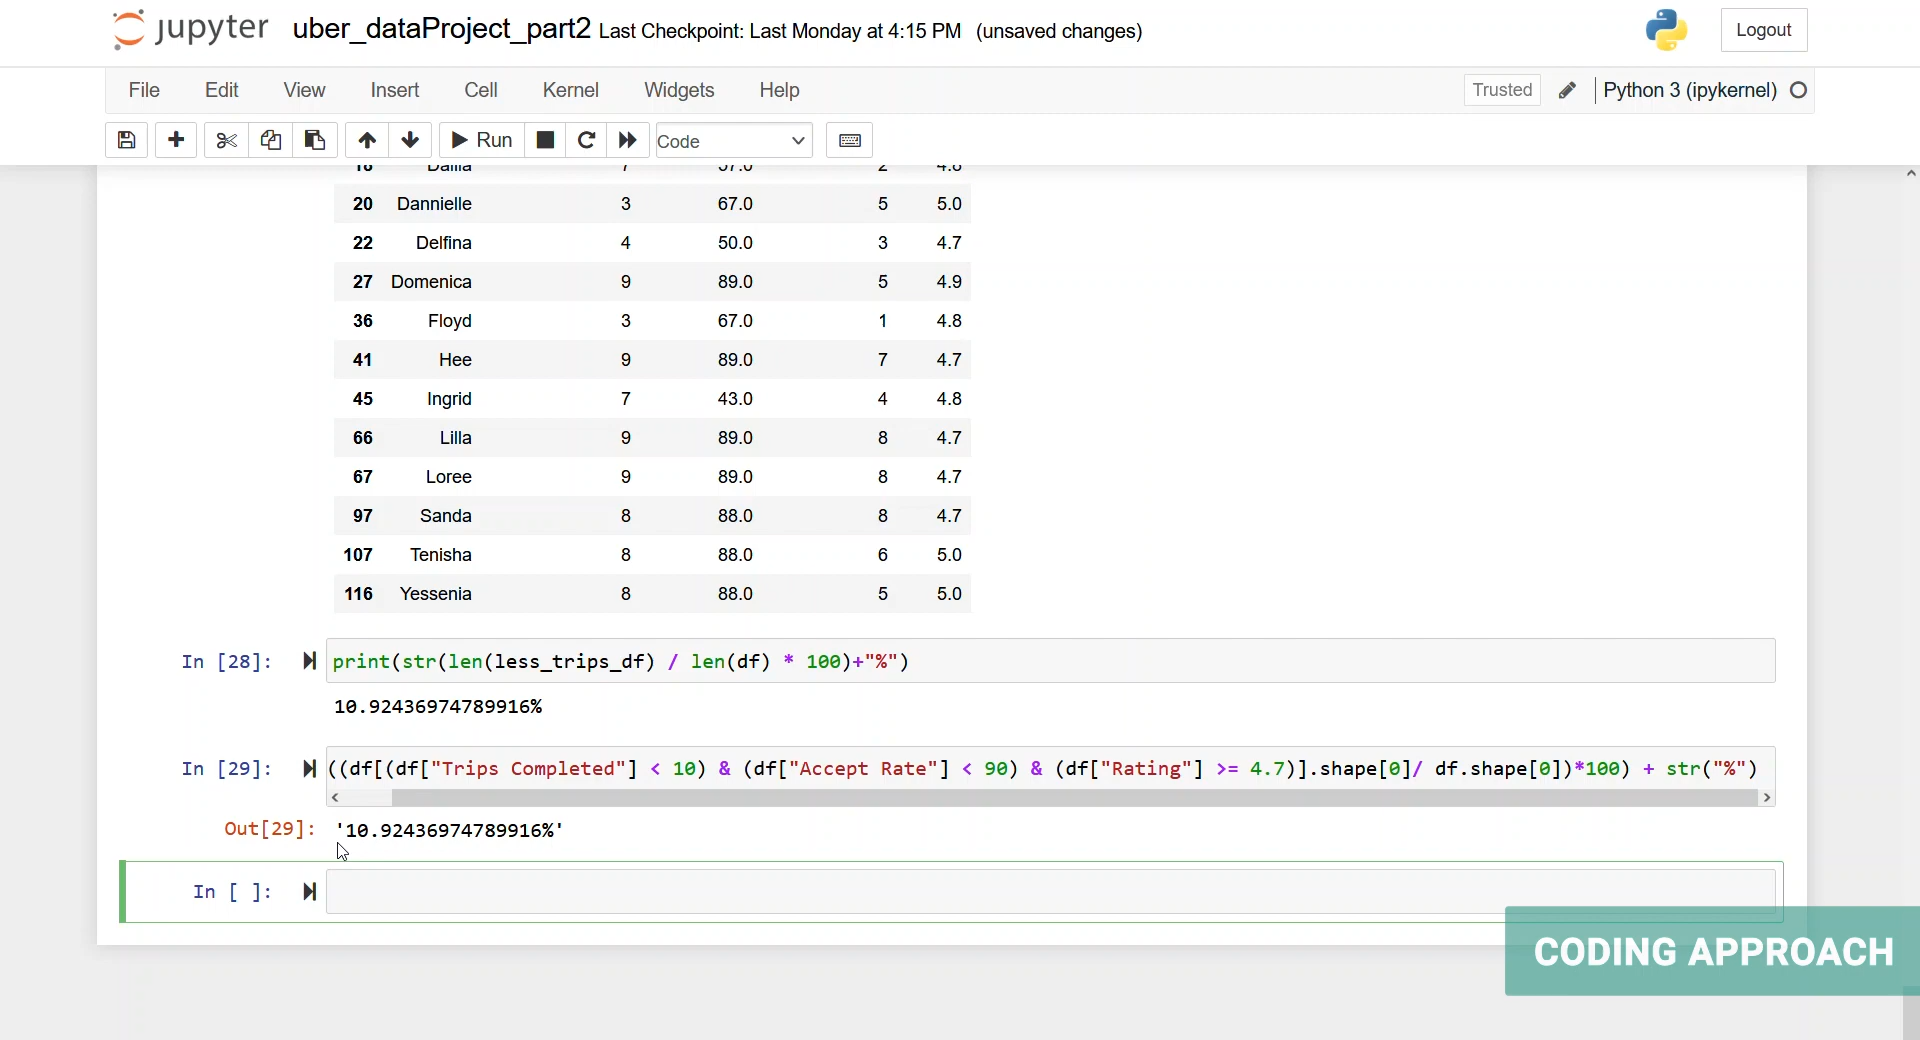 jupyter uber_dataProject_part2 Last Checkpoint: Last Monday at 4:15 PM (unsaved changes) Logout
File Edit View Insert Cell Kernel Widgets Help Trusted Python 3 (ipykernel)
Run Code
18 Dalila 7 57.0 2 4.8
20 Dannielle 3 67.0 5 5.0
22 Delfina 4 50.0 3 4.7
27 Domenica 9 89.0 5 4.9
36 Floyd 3 67.0 1 4.8
41 Hee 9 89.0 7 4.7
45 Ingrid 7 43.0 4 4.8
66 Lilla 9 89.0 8 4.7
67 Loree 9 89.0 8 4.7
97 Sanda 8 88.0 8 4.7
107 Tenisha 8 88.0 6 5.0
116 Yessenia 8 88.0 5 5.0
In [28]: print(str(len(less_trips_df) / len(df) * 100)+"%")
10.92436974789916%
In [29]: ((df[(df["Trips Completed"] < 10) & (df["Accept Rate"] < 90) & (df["Rating"] >= 4.7)].shape[0]/ df.shape[0])*100) + str("%")
Out[29]: '10.92436974789916%'
In [ ]:
CODING APPROACH